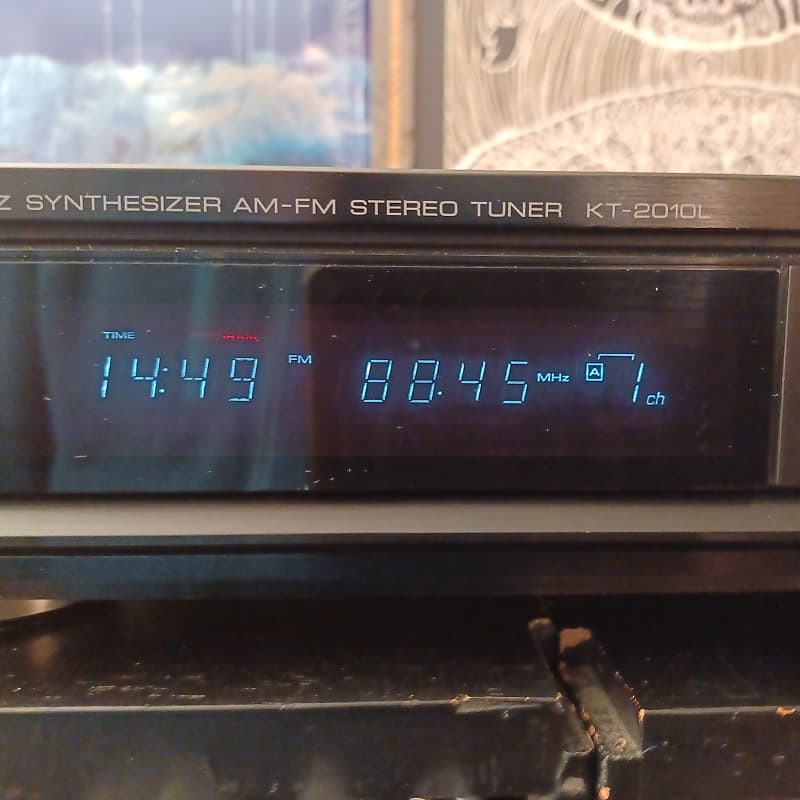 Z SYNTHESIZER AM-FM STEREO TUNER KT-2010L
TIME
14:49 FM 88.45 MHz A 1 ch